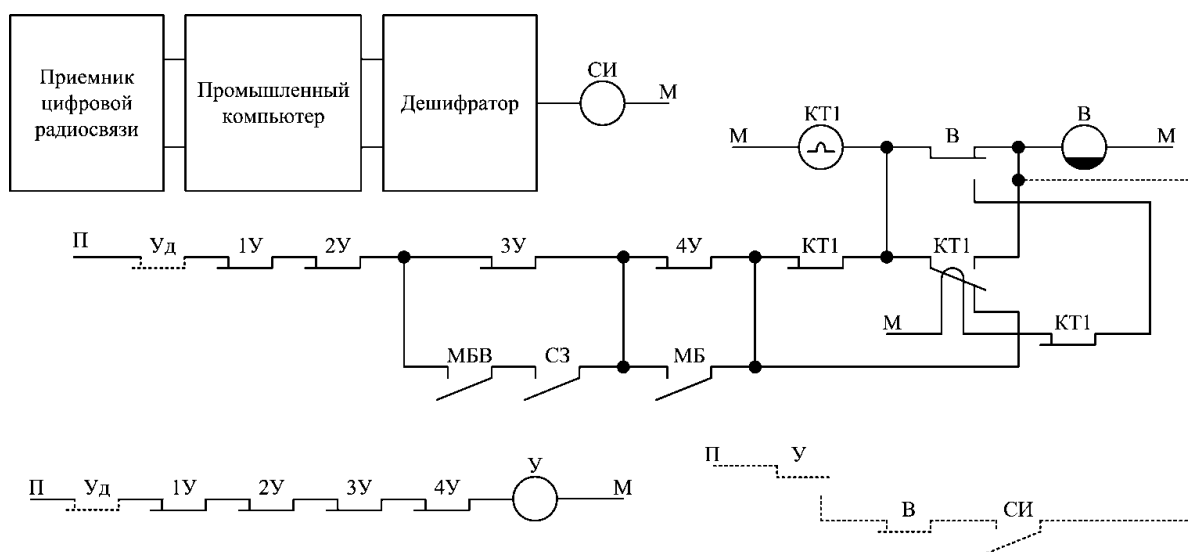 Приемник
цифровой
радиосвязи
Промышленный
компьютер
Дешифратор
СИ
М
М
КТ1
В
В
М
П
Уд
1У
2У
3У
4У
КТ1
КТ1
М
КТ1
МБВ
СЗ
МБ
П
Уд
1У
2У
3У
4У
У
М
П
У
В
СИ